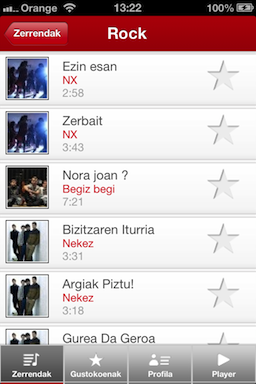 Orange
13:22
100%
Zerrendak
Rock
Ezin esan
NX
2:58
Zerbait
NX
3:43
Nora joan ?
Begiz begi
7:21
Bizitzaren Iturria
Nekez
3:31
Argiak Piztu!
Nekez
3:18
Gurea Da Geroa
Zerrendak
Gustokoenak
Profila
Player